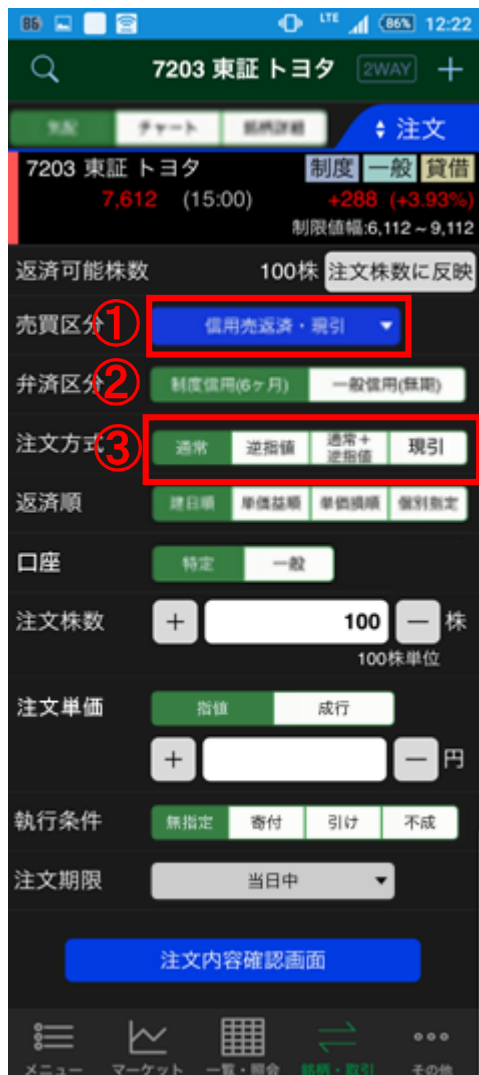 86 LTE 86% 12:22
7203 東証 トヨタ 2WAY +
気配 チャート 銘柄詳細 注文
7203 東証 トヨタ 制度 一般 貸借
7,612 (15:00) +288 (+3.93%)
制限値幅:6,112 ~ 9,112
返済可能株数 100株 注文株数に反映
売買区分 ① 信用売返済・現引
弁済区分 ② 制度信用(6ヶ月) 一般信用(無期)
注文方式 ③ 通常 逆指値 通常+逆指値 現引
返済順 建日順 単価益順 単価損順 個別指定
口座 特定 一般
注文株数 + 100 − 株
100株単位
注文単価 指値 成行
+ − 円
執行条件 無指定 寄付 引け 不成
注文期限 当日中
注文内容確認画面
メニュー マーケット 一覧・照会 銘柄・取引 その他